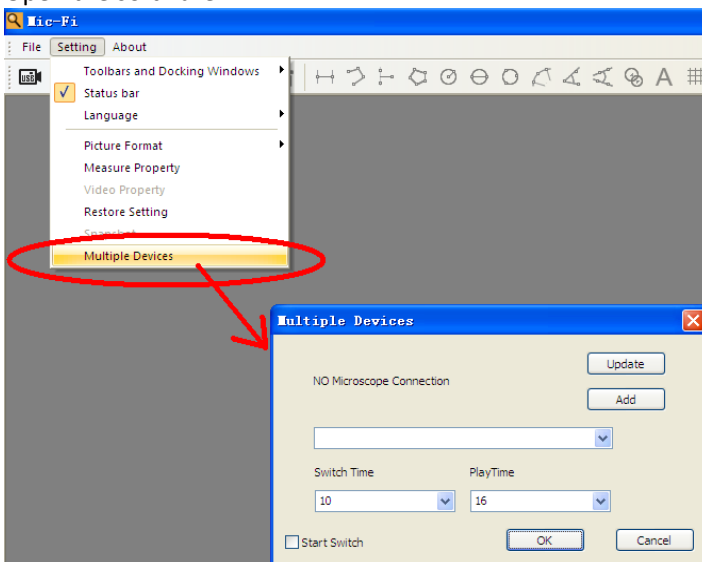 Mic-Fi
File Setting About
USB
Toolbars and Docking Windows
Status bar
Language
Picture Format
Measure Property
Video Property
Restore Setting
Snapshot
Multiple Devices
A
Multiple Devices
NO Microscope Connection
Update
Add
Switch Time PlayTime
10 16
Start Switch OK Cancel